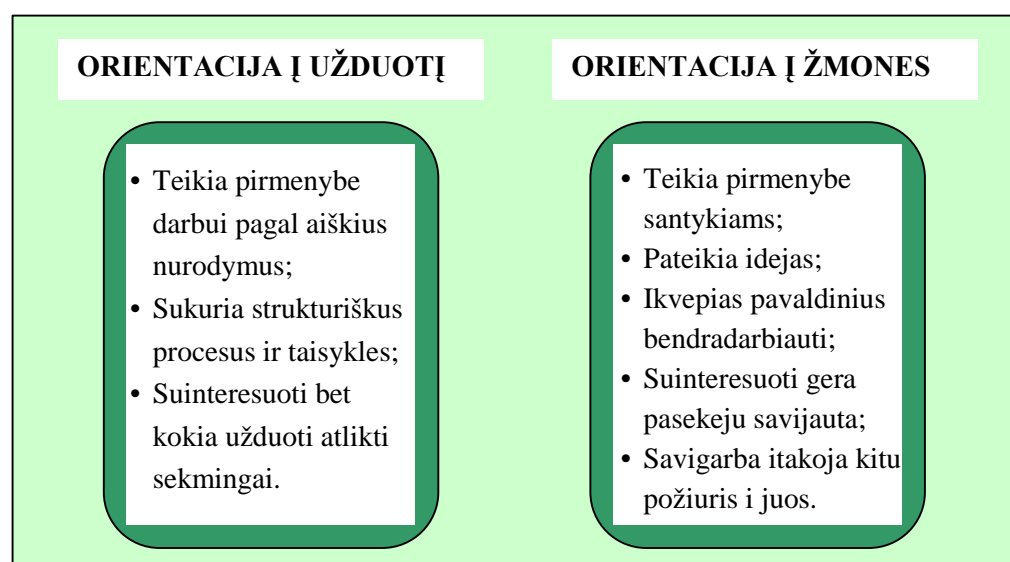 ORIENTACIJA Į UŽDUOTĮ
• Teikia pirmenybe
darbui pagal aiškius
nurodymus;
• Sukuria strukturiškus
procesus ir taisykles;
• Suinteresuoti bet
kokia užduoti atlikti
sekmingai.
ORIENTACIJA Į ŽMONES
• Teikia pirmenybe
santykiams;
• Pateikia idejas;
• Ikvepias pavaldinius
bendradarbiauti;
• Suinteresuoti gera
pasekeju savijauta;
• Savigarba itakoja kitu
požiuris i juos.